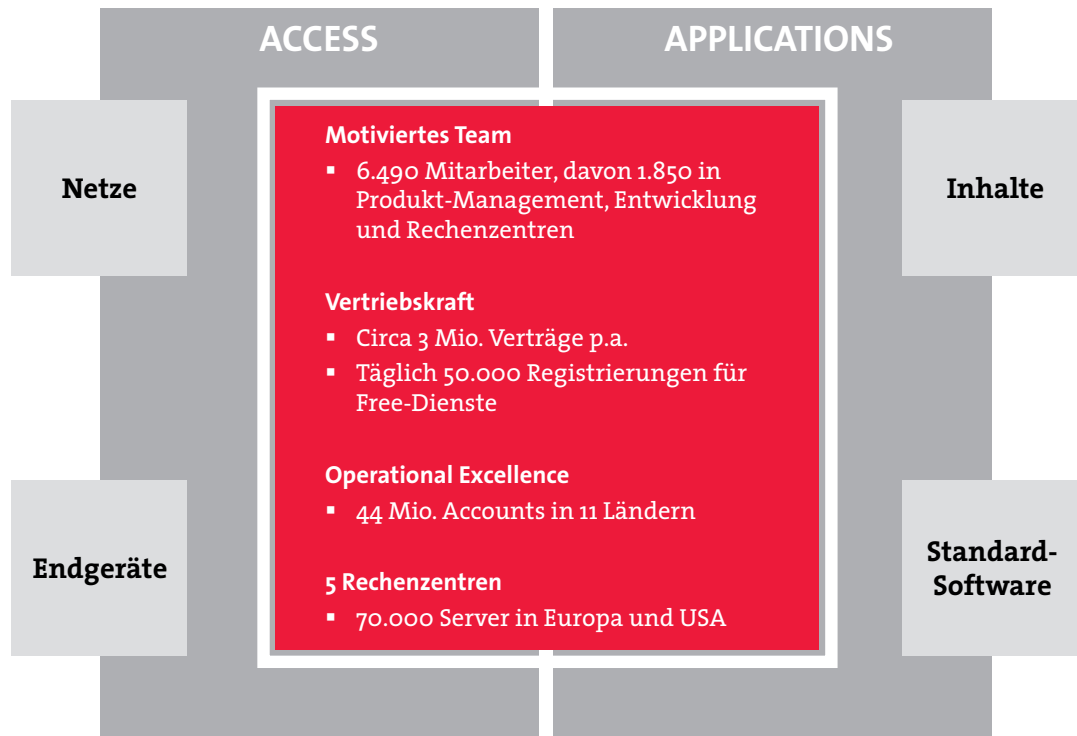 ACCESS
APPLICATIONS
Netze
Endgeräte
Motiviertes Team
▪ 6.490 Mitarbeiter, davon 1.850 in
Produkt-Management, Entwicklung
und Rechenzentren
Vertriebskraft
▪ Circa 3 Mio. Verträge p.a.
▪ Täglich 50.000 Registrierungen für
Free-Dienste
Operational Excellence
▪ 44 Mio. Accounts in 11 Ländern
5 Rechenzentren
▪ 70.000 Server in Europa und USA
Inhalte
Standard-
Software